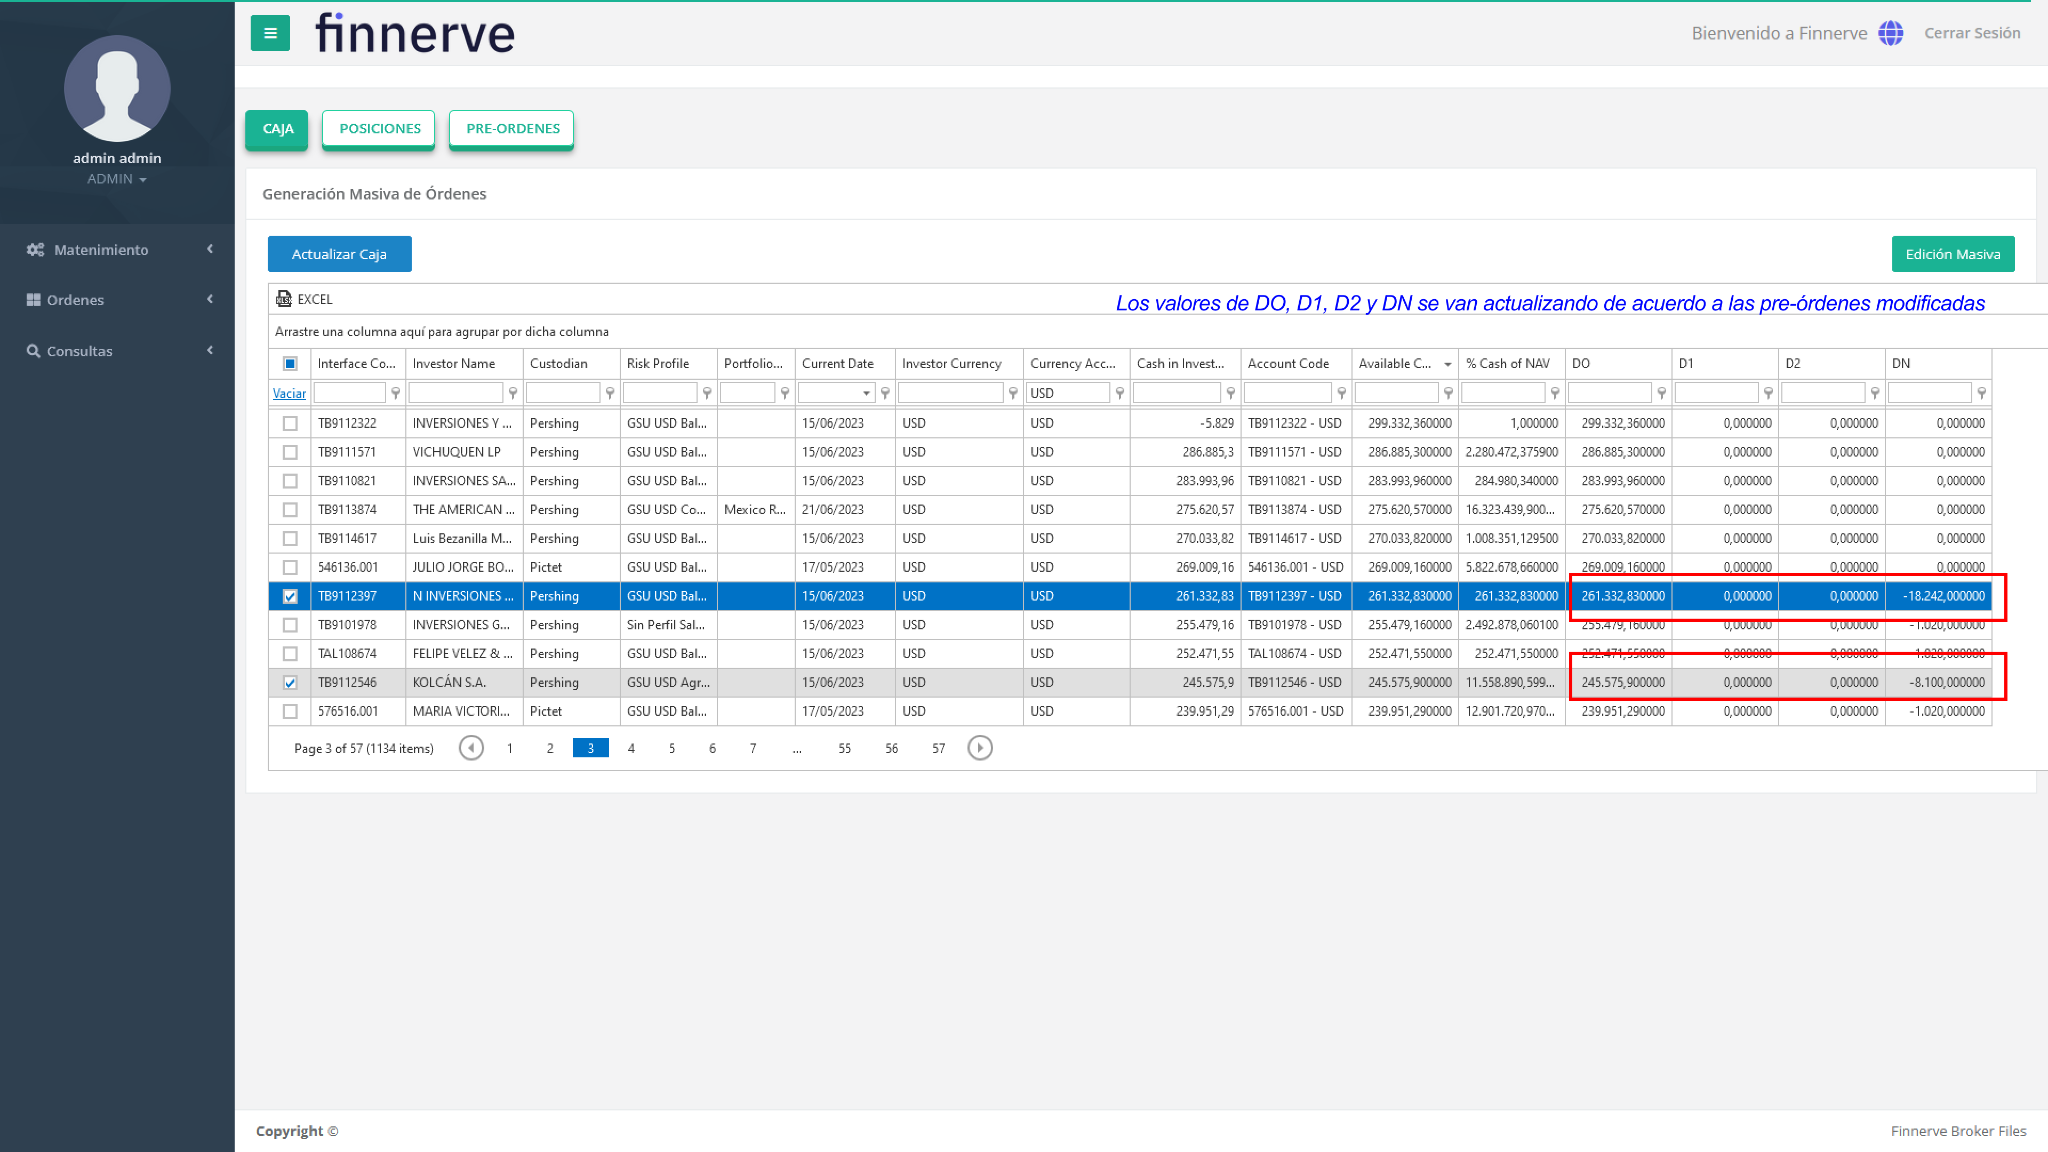 finnerve
Bienvenido a Finnerve Cerrar Sesión
admin admin
ADMIN
Matenimiento
Ordenes
Consultas
CAJA POSICIONES PRE-ORDENES
Generación Masiva de Órdenes
Actualizar Caja Edición Masiva
EXCEL Los valores de DO, D1, D2 y DN se van actualizando de acuerdo a las pre-órdenes modificadas
Arrastre una columna aquí para agrupar por dicha columna
Interface Co... Investor Name Custodian Risk Profile Portfolio... Current Date Investor Currency Currency Acc... Cash in Invest... Account Code Available C... % Cash of NAV DO D1 D2 DN
Vaciar USD
TB9112322 INVERSIONES Y ... Pershing GSU USD Bal... 15/06/2023 USD USD -5.829 TB9112322 - USD 299.332,360000 1,000000 299.332,360000 0,000000 0,000000 0,000000
TB9111571 VICHUQUEN LP Pershing GSU USD Bal... 15/06/2023 USD USD 286.885,3 TB9111571 - USD 286.885,300000 2.280.472,375900 286.885,300000 0,000000 0,000000 0,000000
TB9110821 INVERSIONES SA... Pershing GSU USD Bal... 15/06/2023 USD USD 283.993,96 TB9110821 - USD 283.993,960000 284.980,340000 283.993,960000 0,000000 0,000000 0,000000
TB9113874 THE AMERICAN ... Pershing GSU USD Co... Mexico R... 21/06/2023 USD USD 275.620,57 TB9113874 - USD 275.620,570000 16.323.439,900... 275.620,570000 0,000000 0,000000 0,000000
TB9114617 Luis Bezanilla M... Pershing GSU USD Bal... 15/06/2023 USD USD 270.033,82 TB9114617 - USD 270.033,820000 1.008.351,129500 270.033,820000 0,000000 0,000000 0,000000
546136.001 JULIO JORGE BO... Pictet GSU USD Bal... 17/05/2023 USD USD 269.009,16 546136.001 - USD 269.009,160000 5.822.678,660000 269.009,160000 0,000000 0,000000 0,000000
TB9112397 N INVERSIONES ... Pershing GSU USD Bal... 15/06/2023 USD USD 261.332,83 TB9112397 - USD 261.332,830000 261.332,830000 261.332,830000 0,000000 0,000000 -18.242,000000
TB9101978 INVERSIONES G... Pershing Sin Perfil Sal... 15/06/2023 USD USD 255.479,16 TB9101978 - USD 255.479,160000 2.492.878,060100 255.479,160000 0,000000 0,000000 -1.020,000000
TAL108674 FELIPE VELEZ & ... Pershing GSU USD Bal... 15/06/2023 USD USD 252.471,55 TAL108674 - USD 252.471,550000 252.471,550000 252.471,550000 0,000000 0,000000
TB9112546 KOLCÁN S.A. Pershing GSU USD Agr... 15/06/2023 USD USD 245.575,9 TB9112546 - USD 245.575,900000 11.558.890,599... 245.575,900000 0,000000 0,000000 -8.100,000000
576516.001 MARIA VICTORI... Pictet GSU USD Bal... 17/05/2023 USD USD 239.951,29 576516.001 - USD 239.951,290000 12.901.720,970... 239.951,290000 0,000000 0,000000 -1.020,000000
Page 3 of 57 (1134 items) 1 2 3 4 5 6 7 ... 55 56 57
Copyright © Finnerve Broker Files